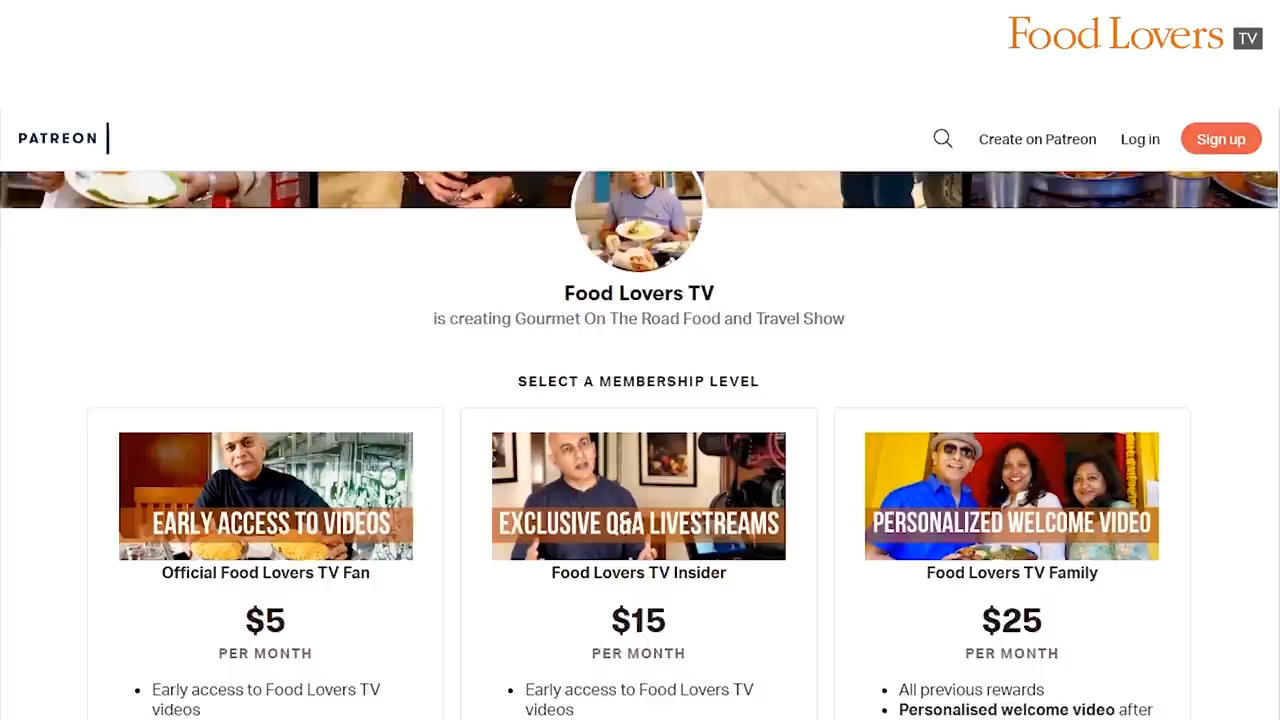 Food Lovers TV
PATREON
Create on Patreon
Log in
Sign up
Food Lovers TV
is creating Gourmet On The Road Food and Travel Show
SELECT A MEMBERSHIP LEVEL
EARLY ACCESS TO VIDEOS
Official Food Lovers TV Fan
$5
PER MONTH
• Early access to Food Lovers TV
videos
EXCLUSIVE Q&A LIVESTREAMS
Food Lovers TV Insider
$15
PER MONTH
• Early access to Food Lovers TV
videos
PERSONALIZED WELCOME VIDEO
Food Lovers TV Family
$25
PER MONTH
• All previous rewards
• Personalised welcome video after